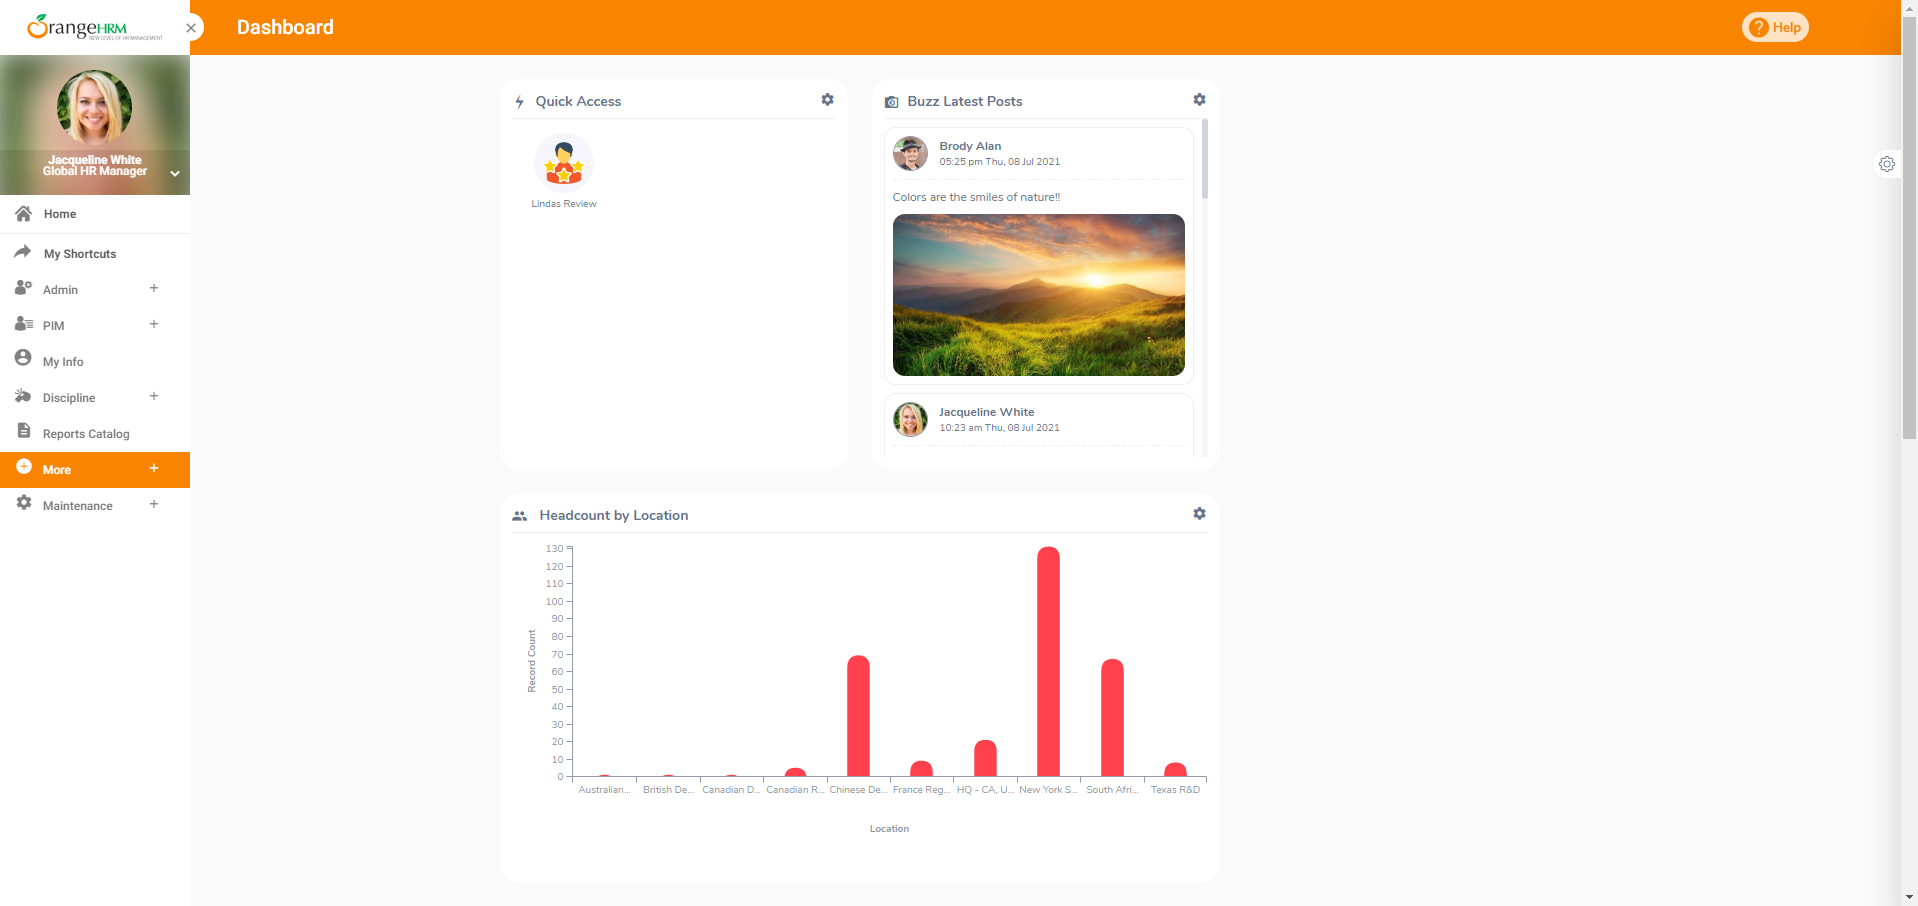 OrangeHRM
NEW LEVEL OF HR MANAGEMENT
Dashboard
Help
Jacqueline White
Global HR Manager
Home
My Shortcuts
Admin
PIM
My Info
Discipline
Reports Catalog
More
Maintenance
Quick Access
Lindas Review
Buzz Latest Posts
Brody Alan
05:25 pm Thu, 08 Jul 2021
Colors are the smiles of nature!!
Jacqueline White
10:23 am Thu, 08 Jul 2021
Headcount by Location
Record Count
130
120
110
100
90
80
70
60
50
40
30
20
10
0
Australian... British De... Canadian D... Canadian R... Chinese De... France Reg... HQ - CA, U... New York S... South Afri... Texas R&D
Location